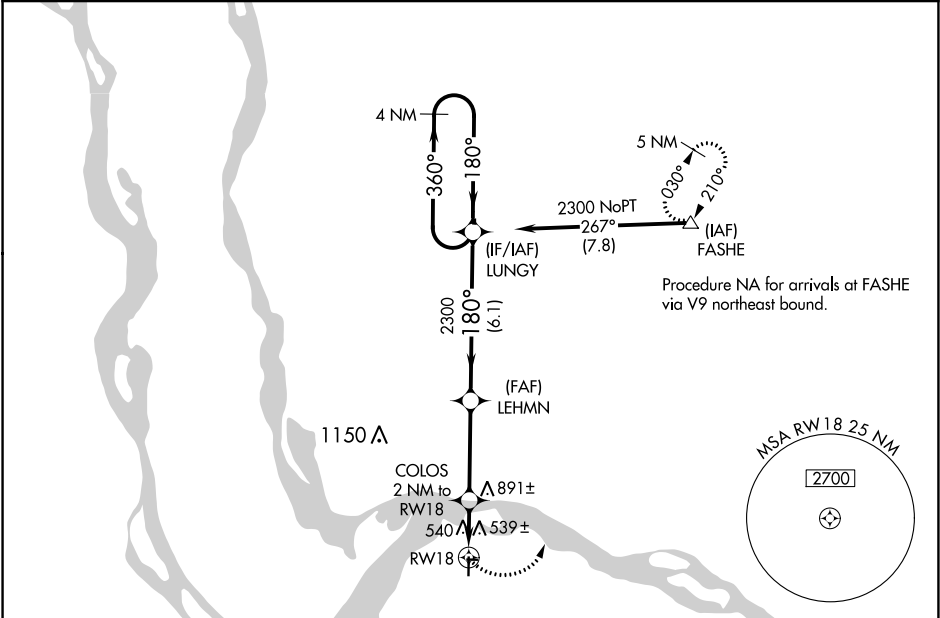 4 NM
360°
180°
5 NM
030°
210°
2300 NoPT
267°
(7.8)
(IAF)
FASHE
(IF/IAF)
LUNGY
Procedure NA for arrivals at FASHE
via V9 northeast bound.
2300
180°
(6.1)
(FAF)
LEHMN
1150
MSA RW18 25 NM
2700
COLOS
2 NM to
RW18
891±
540
539±
RW18